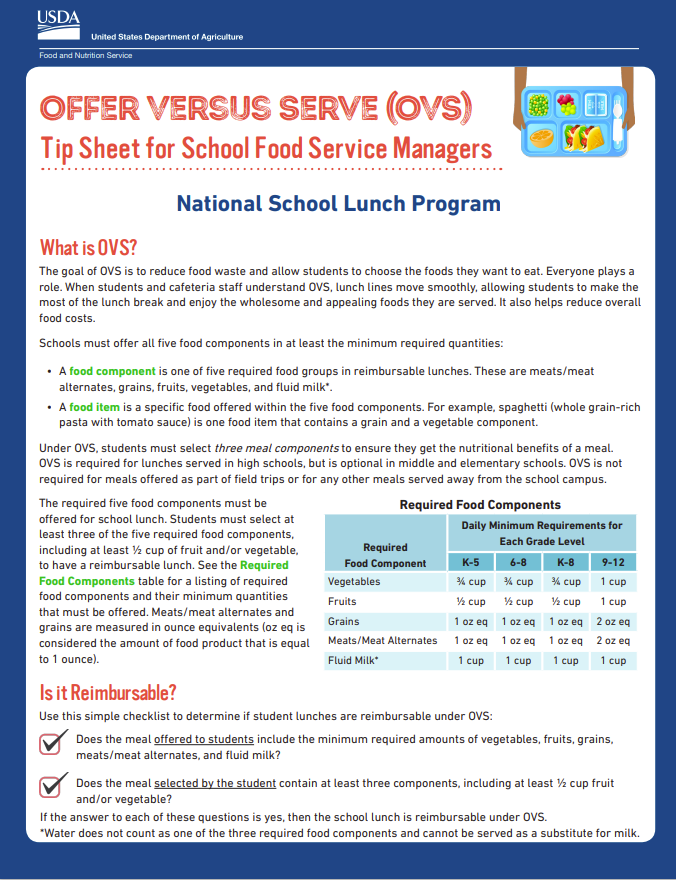 USDA
United States Department of Agriculture
Food and Nutrition Service
OFFER VERSUS SERVE (OVS)
Tip Sheet for School Food Service Managers
National School Lunch Program
What is OVS?
The goal of OVS is to reduce food waste and allow students to choose the foods they want to eat. Everyone plays a
role. When students and cafeteria staff understand OVS, lunch lines move smoothly, allowing students to make the
most of the lunch break and enjoy the wholesome and appealing foods they are served. It also helps reduce overall
food costs.
Schools must offer all five food components in at least the minimum required quantities:
• A food component is one of five required food groups in reimbursable lunches. These are meats/meat
alternates, grains, fruits, vegetables, and fluid milk*.
• A food item is a specific food offered within the five food components. For example, spaghetti (whole grain-rich
pasta with tomato sauce) is one food item that contains a grain and a vegetable component.
Under OVS, students must select three meal components to ensure they get the nutritional benefits of a meal.
OVS is required for lunches served in high schools, but is optional in middle and elementary schools. OVS is not
required for meals offered as part of field trips or for any other meals served away from the school campus.
The required five food components must be
offered for school lunch. Students must select at
least three of the five required food components,
including at least ½ cup of fruit and/or vegetable,
to have a reimbursable lunch. See the Required
Food Components table for a listing of required
food components and their minimum quantities
that must be offered. Meats/meat alternates and
grains are measured in ounce equivalents (oz eq is
considered the amount of food product that is equal
to 1 ounce).
Required Food Components
Required
Food Component
Daily Minimum Requirements for
Each Grade Level
K-5 6-8 K-8 9-12
Vegetables ¾ cup ¾ cup ¾ cup 1 cup
Fruits ½ cup ½ cup ½ cup 1 cup
Grains 1 oz eq 1 oz eq 1 oz eq 2 oz eq
Meats/Meat Alternates 1 oz eq 1 oz eq 1 oz eq 2 oz eq
Fluid Milk* 1 cup 1 cup 1 cup 1 cup
Is it Reimbursable?
Use this simple checklist to determine if student lunches are reimbursable under OVS:
Does the meal offered to students include the minimum required amounts of vegetables, fruits, grains,
meats/meat alternates, and fluid milk?
Does the meal selected by the student contain at least three components, including at least ½ cup fruit
and/or vegetable?
If the answer to each of these questions is yes, then the school lunch is reimbursable under OVS.
*Water does not count as one of the three required food components and cannot be served as a substitute for milk.